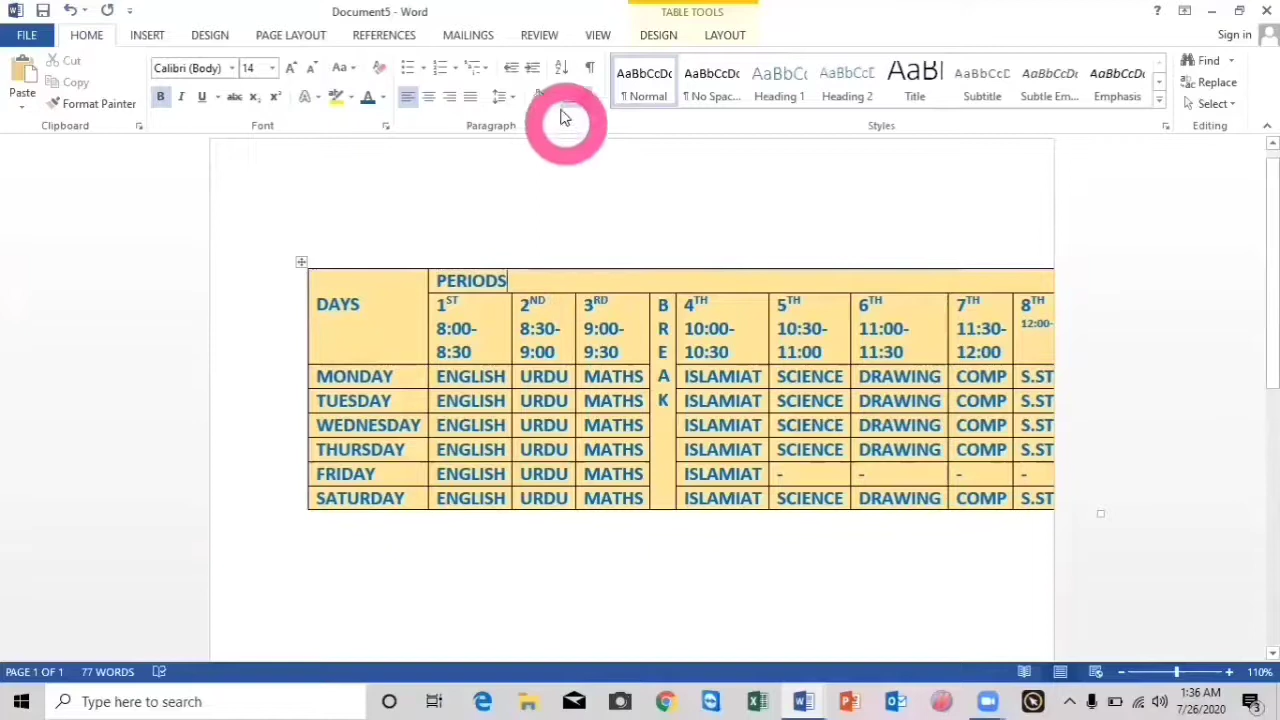 Document5 - Word
TABLE TOOLS
?
FILE HOME INSERT DESIGN PAGE LAYOUT REFERENCES MAILINGS REVIEW VIEW DESIGN LAYOUT Sign in
Paste
Cut
Copy
Format Painter
Clipboard
Calibri (Body) 14 Aa
B I U abc X₂ X² A A
Font
Paragraph
AaBbCcDc AaBbCcDc AaBbCc AaBbCcE AaBl AaBbCcD AaBbCcDc AaBbCcDc
¶ Normal ¶ No Spac... Heading 1 Heading 2 Title Subtitle Subtle Em... Emphasis
Styles
Find
Replace
Select
Editing
DAYS PERIODS
1ST 8:00-8:30 2ND 8:30-9:00 3RD 9:00-9:30 BREAK 4TH 10:00-10:30 5TH 10:30-11:00 6TH 11:00-11:30 7TH 11:30-12:00 8TH 12:00-
MONDAY ENGLISH URDU MATHS ISLAMIAT SCIENCE DRAWING COMP S.ST
TUESDAY ENGLISH URDU MATHS ISLAMIAT SCIENCE DRAWING COMP S.ST
WEDNESDAY ENGLISH URDU MATHS ISLAMIAT SCIENCE DRAWING COMP S.ST
THURSDAY ENGLISH URDU MATHS ISLAMIAT SCIENCE DRAWING COMP S.ST
FRIDAY ENGLISH URDU MATHS ISLAMIAT - - - -
SATURDAY ENGLISH URDU MATHS ISLAMIAT SCIENCE DRAWING COMP S.ST
PAGE 1 OF 1 77 WORDS 110%
Type here to search
1:36 AM
7/26/2020
3